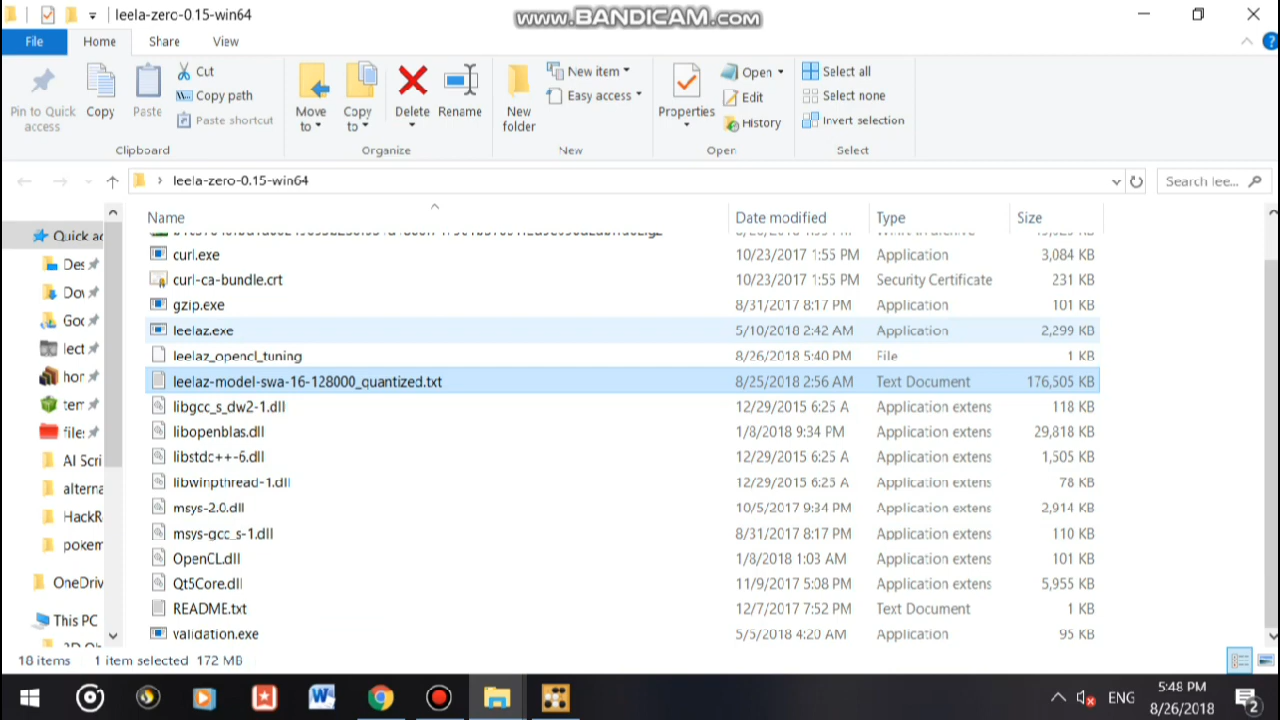 leela-zero-0.15-win64
www.BANDICAM.com
File Home Share View
Pin to Quick access
Copy
Paste
Cut
Copy path
Paste shortcut
Move to
Copy to
Delete
Rename
New folder
New item
Easy access
Properties
Open
Edit
History
Select all
Select none
Invert selection
Clipboard Organize New Open Select
leela-zero-0.15-win64
Search lee...
Name Date modified Type Size
curl.exe 10/23/2017 1:55 PM Application 3,084 KB
curl-ca-bundle.crt 10/23/2017 1:55 PM Security Certificate 231 KB
gzip.exe 8/31/2017 8:17 PM Application 101 KB
leelaz.exe 5/10/2018 2:42 AM Application 2,299 KB
leelaz_opencl_tuning 8/26/2018 5:40 PM File 1 KB
leelaz-model-swa-16-128000_quantized.txt 8/25/2018 2:56 AM Text Document 176,505 KB
libgcc_s_dw2-1.dll 12/29/2015 6:25 A Application extens 118 KB
libopenblas.dll 1/8/2018 9:34 PM Application extens 29,818 KB
libstdc++-6.dll 12/29/2015 6:25 A Application extens 1,505 KB
libwinpthread-1.dll 12/29/2015 6:25 A Application extens 78 KB
msys-2.0.dll 10/5/2017 9:34 PM Application extens 2,914 KB
msys-gcc_s-1.dll 8/31/2017 8:17 PM Application extens 110 KB
OpenCL.dll 1/8/2018 1:03 AM Application extens 101 KB
Qt5Core.dll 11/9/2017 5:08 PM Application extens 5,955 KB
README.txt 12/7/2017 7:52 PM Text Document 1 KB
validation.exe 5/5/2018 4:20 AM Application 95 KB
Quick ac
Des
Dov
Goo
lect
hor
tem
files
AI Scri
alterna
HackR
pokem
OneDriv
This PC
18 items 1 item selected 172 MB
ENG
5:48 PM
8/26/2018
2